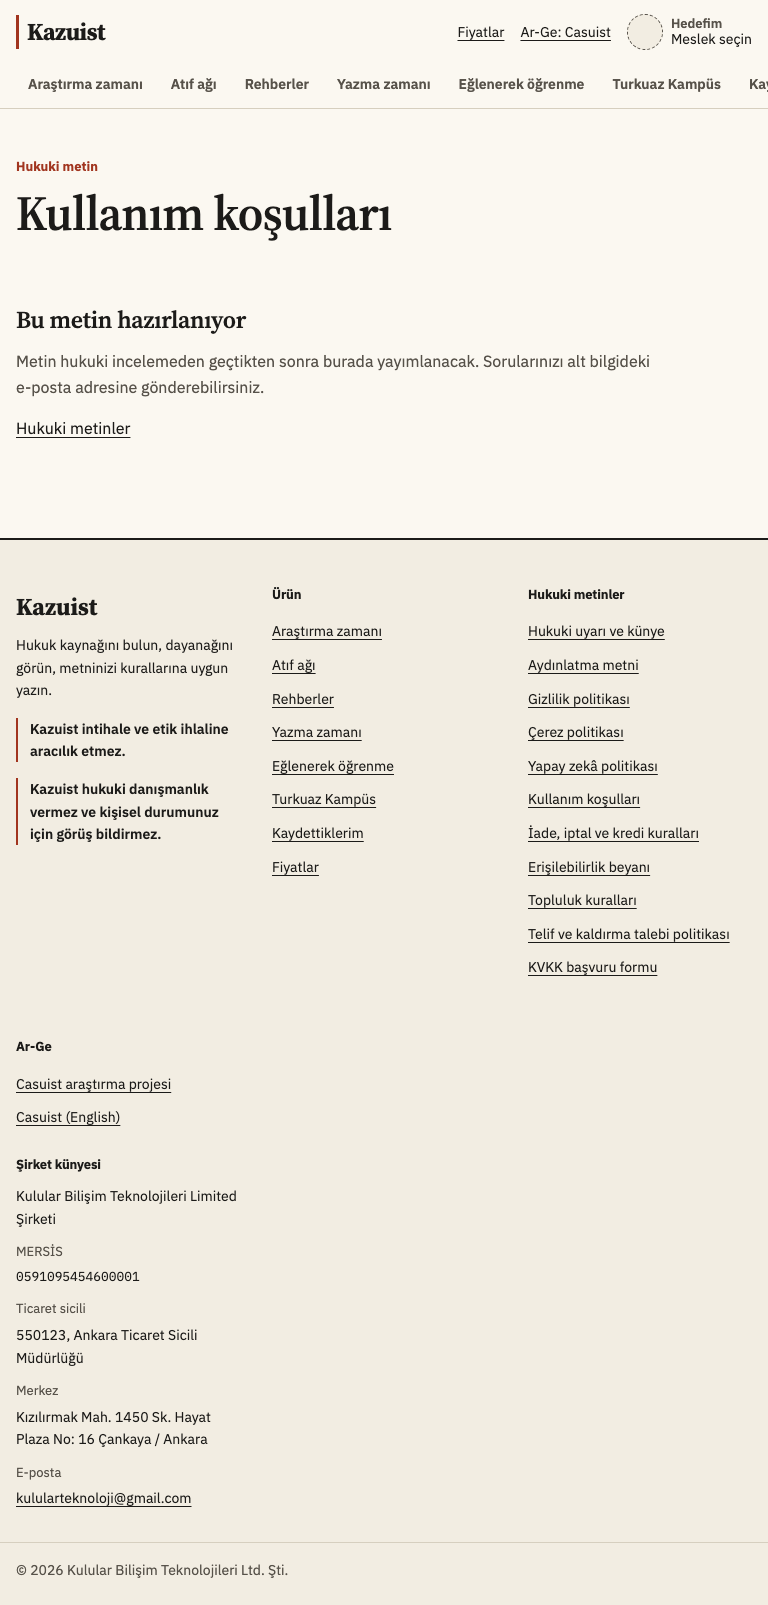 Kazuist
Fiyatlar
Ar-Ge: Casuist
Hedefim
Meslek seçin
Araştırma zamanı
Atıf ağı
Rehberler
Yazma zamanı
Eğlenerek öğrenme
Turkuaz Kampüs
Kay
Hukuki metin
Kullanım koşulları
Bu metin hazırlanıyor
Metin hukuki incelemeden geçtikten sonra burada yayımlanacak. Sorularınızı alt bilgideki
e-posta adresine gönderebilirsiniz.
Hukuki metinler
Kazuist
Hukuk kaynağını bulun, dayanağını
görün, metninizi kurallarına uygun
yazın.
Kazuist intihale ve etik ihlaline
aracılık etmez.
Kazuist hukuki danışmanlık
vermez ve kişisel durumunuz
için görüş bildirmez.
Ürün
Araştırma zamanı
Atıf ağı
Rehberler
Yazma zamanı
Eğlenerek öğrenme
Turkuaz Kampüs
Kaydettiklerim
Fiyatlar
Hukuki metinler
Hukuki uyarı ve künye
Aydınlatma metni
Gizlilik politikası
Çerez politikası
Yapay zekâ politikası
Kullanım koşulları
İade, iptal ve kredi kuralları
Erişilebilirlik beyanı
Topluluk kuralları
Telif ve kaldırma talebi politikası
KVKK başvuru formu
Ar-Ge
Casuist araştırma projesi
Casuist (English)
Şirket künyesi
Kulular Bilişim Teknolojileri Limited
Şirketi
MERSİS
0591095454600001
Ticaret sicili
550123, Ankara Ticaret Sicili
Müdürlüğü
Merkez
Kızılırmak Mah. 1450 Sk. Hayat
Plaza No: 16 Çankaya / Ankara
E-posta
kulularteknoloji@gmail.com
© 2026 Kulular Bilişim Teknolojileri Ltd. Şti.